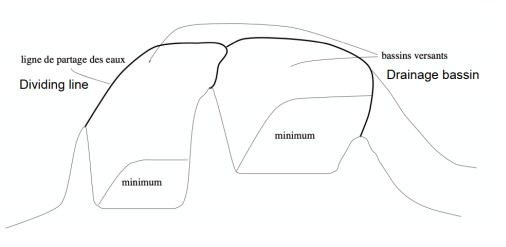 ligne de partage des eaux
Dividing line
bassins versants
Drainage bassin
minimum
minimum